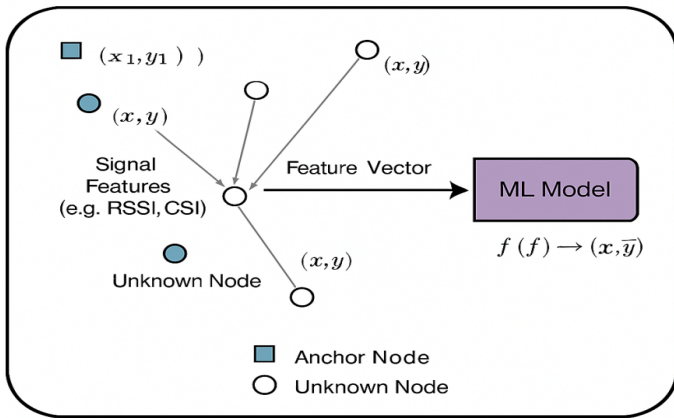 (x₁,y₁) )
(x,y)
(x,y)
Signal
Features
(e.g. RSSI, CSI)
Feature Vector
ML Model
f (f) → (x,y̅)
(x,y)
Unknown Node
Anchor Node
Unknown Node